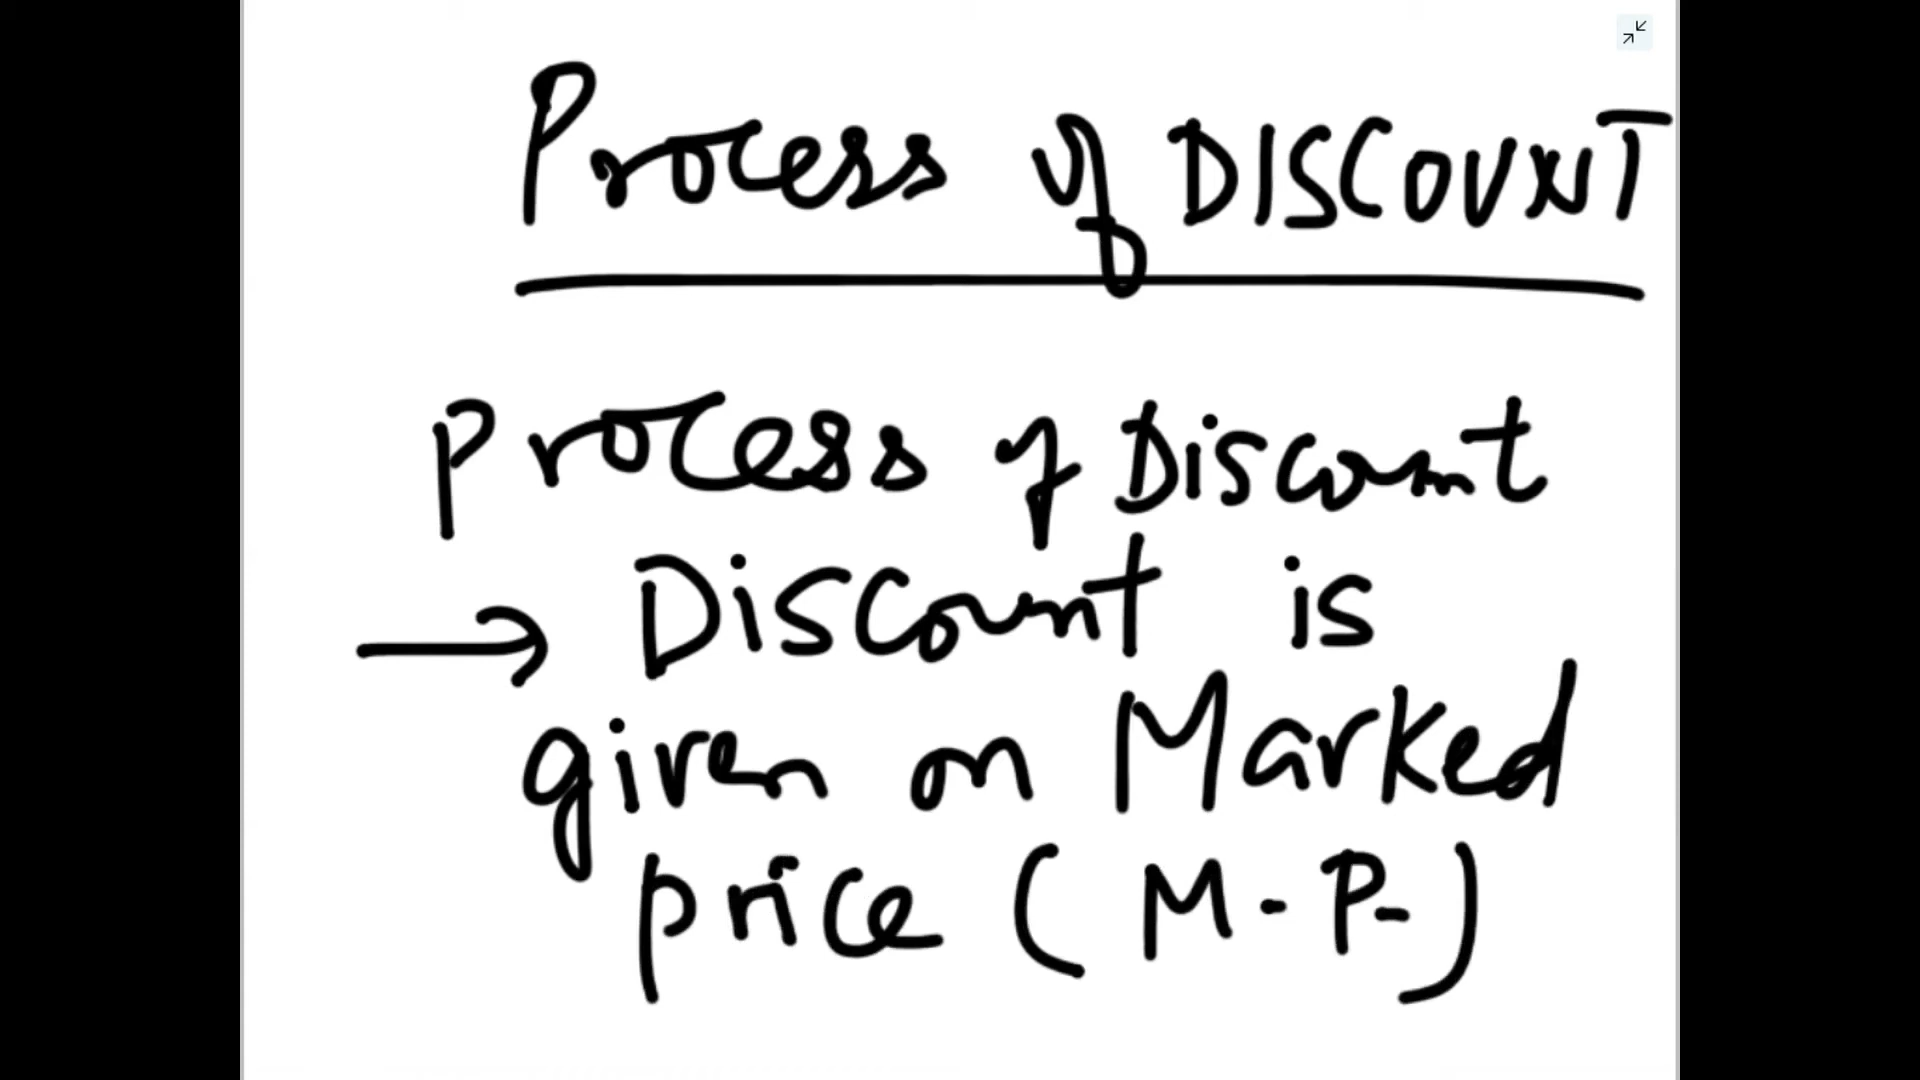 Process of DISCOUNT
Process of Discount
→ Discount is
given on Marked
price (M.P.)